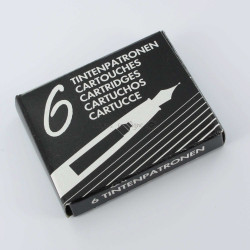 6
TINTENPATRONEN
CARTOUCHES
CARTRIDGES
CARTUCHOS
CARTUCCE
6 TINTENPATRONEN